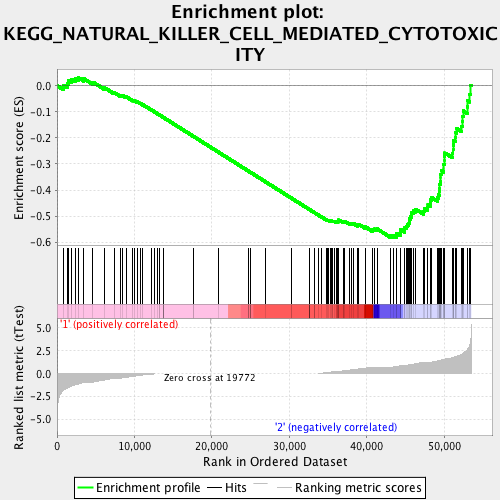 Enrichment plot:
KEGG_NATURAL_KILLER_CELL_MEDIATED_CYTOTOXIC
ITY
Enrichment score (ES)
0.0
-0.1
-0.2
-0.3
-0.4
-0.5
-0.6
'1' (positively correlated)
Ranked list metric (tTest)
5.0
2.5
0.0
-2.5
-5.0
Zero cross at 19772
'2' (negatively correlated)
0
10,000
20,000
30,000
40,000
50,000
Rank in Ordered Dataset
Enrichment profile
Hits
Ranking metric scores